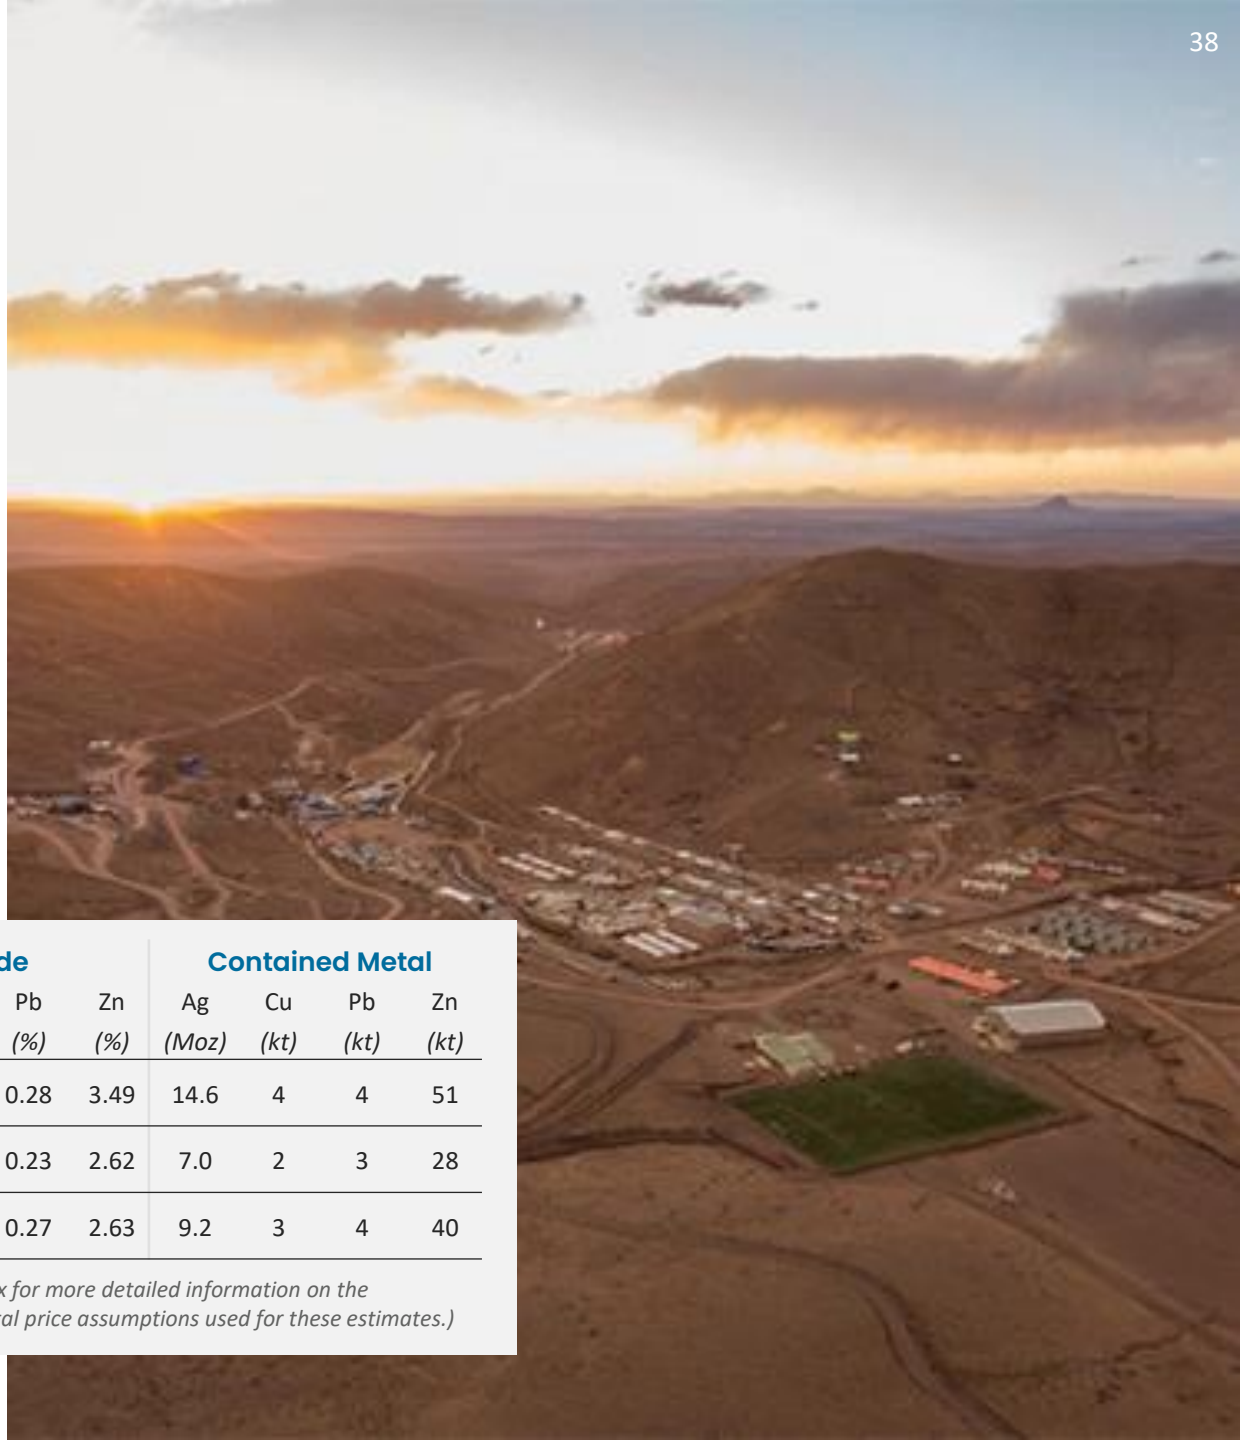 38
de Contained Metal
Pb Zn Ag Cu Pb Zn
(%) (%) (Moz) (kt) (kt) (kt)
0.28 3.49 14.6 4 4 51
0.23 2.62 7.0 2 3 28
0.27 2.63 9.2 3 4 40
x for more detailed information on the
tal price assumptions used for these estimates.)